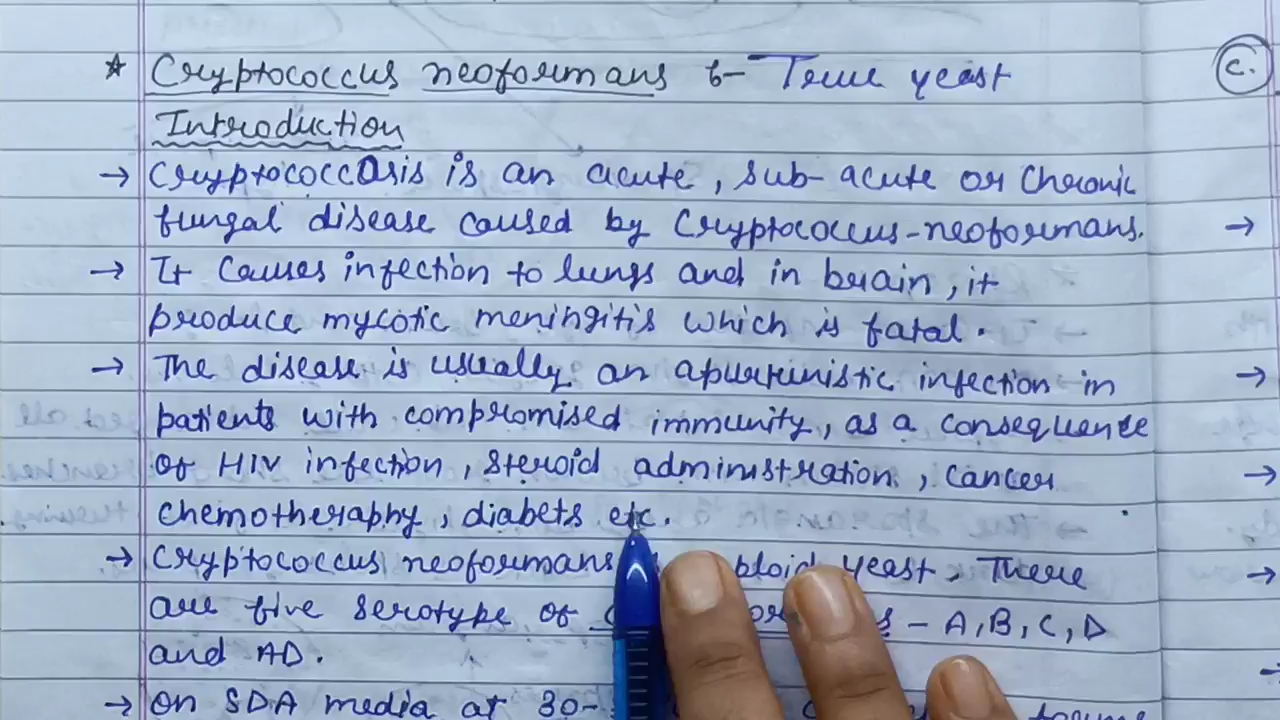 * Cryptococcus neoformans :- True yeast
Introduction
→ Cryptococcosis is an acute, sub-acute or chronic
fungal disease caused by Cryptococcus-neoformans.
→ It causes infection to lungs and in brain, it
produce mycotic meningitis which is fatal.
→ The disease is usually an apurtunistic infection in
patients with compromised immunity, as a consequence
of HIV infection, steroid administration, cancer
chemotheraphy, diabets etc.
→ Cryptococcus neoformans yeast. There
are five serotype of - A, B, C, D
and AD.
→ On SDA media at 30-
C.
→
→
→
→